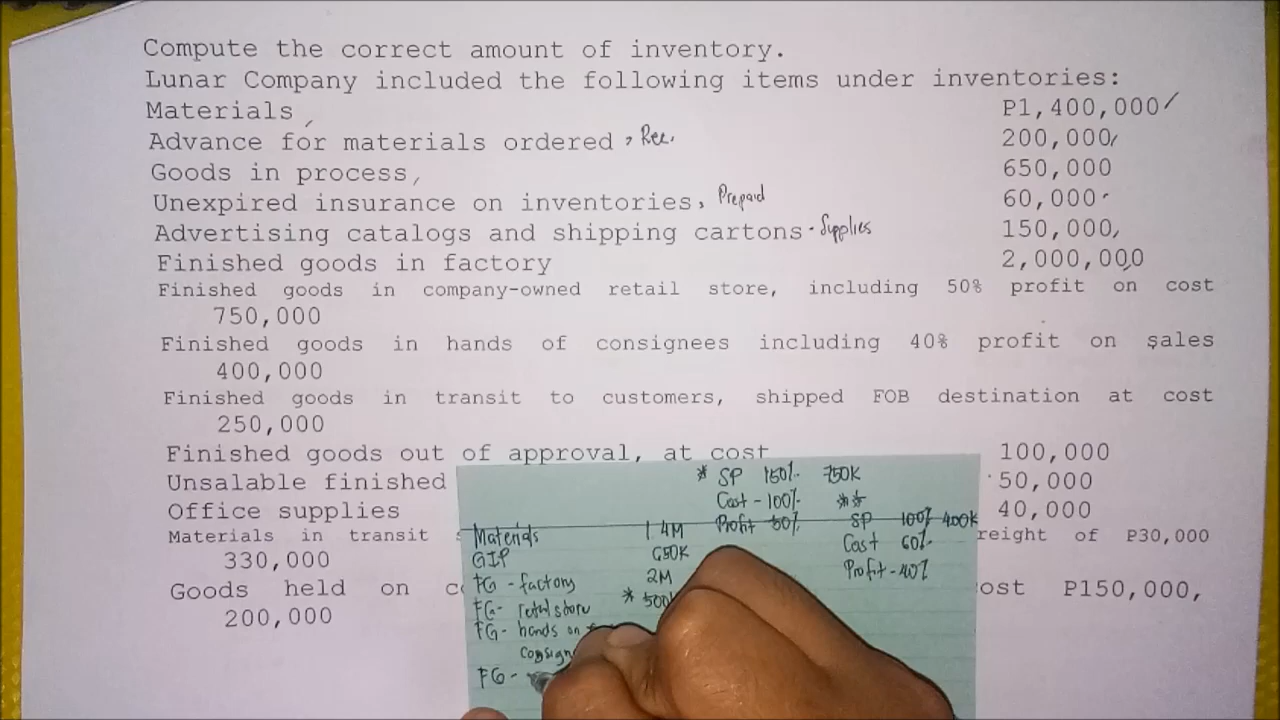 Compute the correct amount of inventory.
Lunar Company included the following items under inventories:
Materials P1,400,000
Advance for materials ordered , Rec. 200,000
Goods in process 650,000
Unexpired insurance on inventories, Prepaid 60,000
Advertising catalogs and shipping cartons - Supplies 150,000
Finished goods in factory 2,000,000
Finished goods in company-owned retail store, including 50% profit on cost
750,000
Finished goods in hands of consignees including 40% profit on sales
400,000
Finished goods in transit to customers, shipped FOB destination at cost
250,000
Finished goods out of approval, at cost 100,000
Unsalable finished 50,000
Office supplies 40,000
Materials in transit reight of P30,000
330,000
Goods held on ost P150,000,
200,000
* SP 150% 750K
Cost - 100%
Profit 50%
**
SP 100% 400K
Cost 60%
Profit - 40%
Materials 1.4M
GIP 650K
FG - factory 2M
FG - retail store * 500K
FG - hands on
consign
FG -